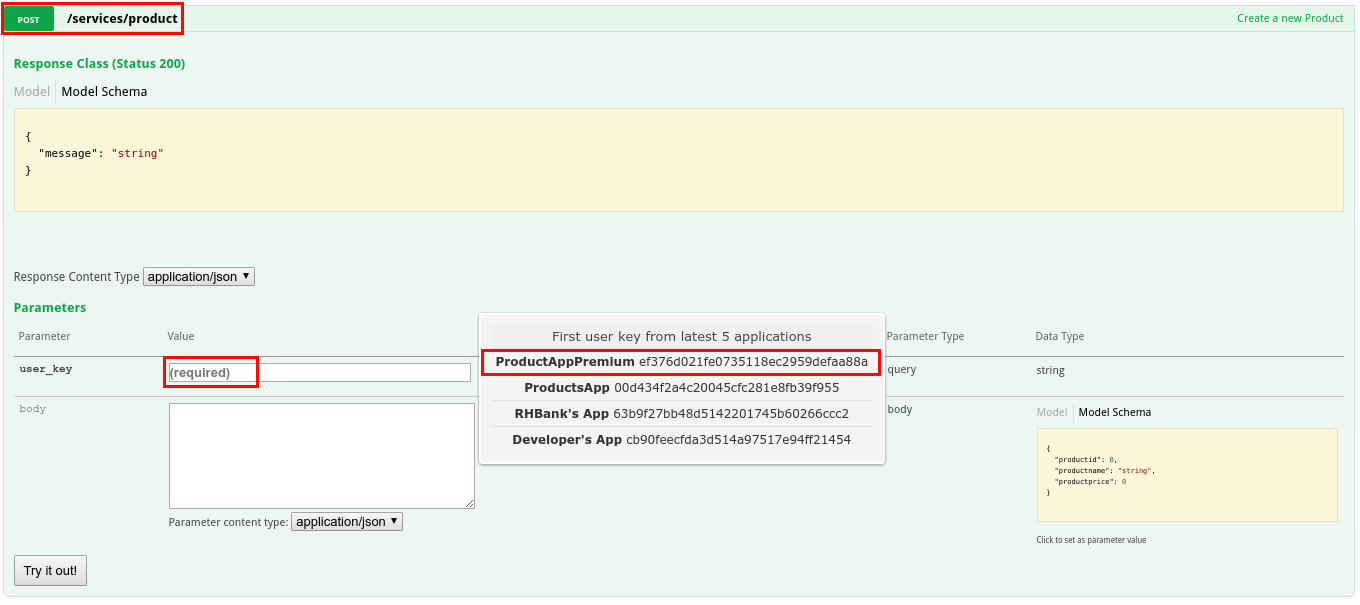 POST /services/product Create a new Product
Response Class (Status 200)
Model Model Schema
{
"message": "string"
}
Response Content Type application/json
Parameters
Parameter Value Parameter Type Data Type
First user key from latest 5 applications
ProductAppPremium ef376d021fe0735118ec2959defaa88a
ProductsApp 00d434f2a4c20045cfc281e8fb39f955
RHBank's App 63b9f27bb48d5142201745b60266ccc2
Developer's App cb90feecfda3d514a97517e94ff21454
user_key (required) query string
body body Model Model Schema
{
"productid": 0,
"productname": "string",
"productprice": 0
}
Parameter content type: application/json
Click to set as parameter value
Try it out!